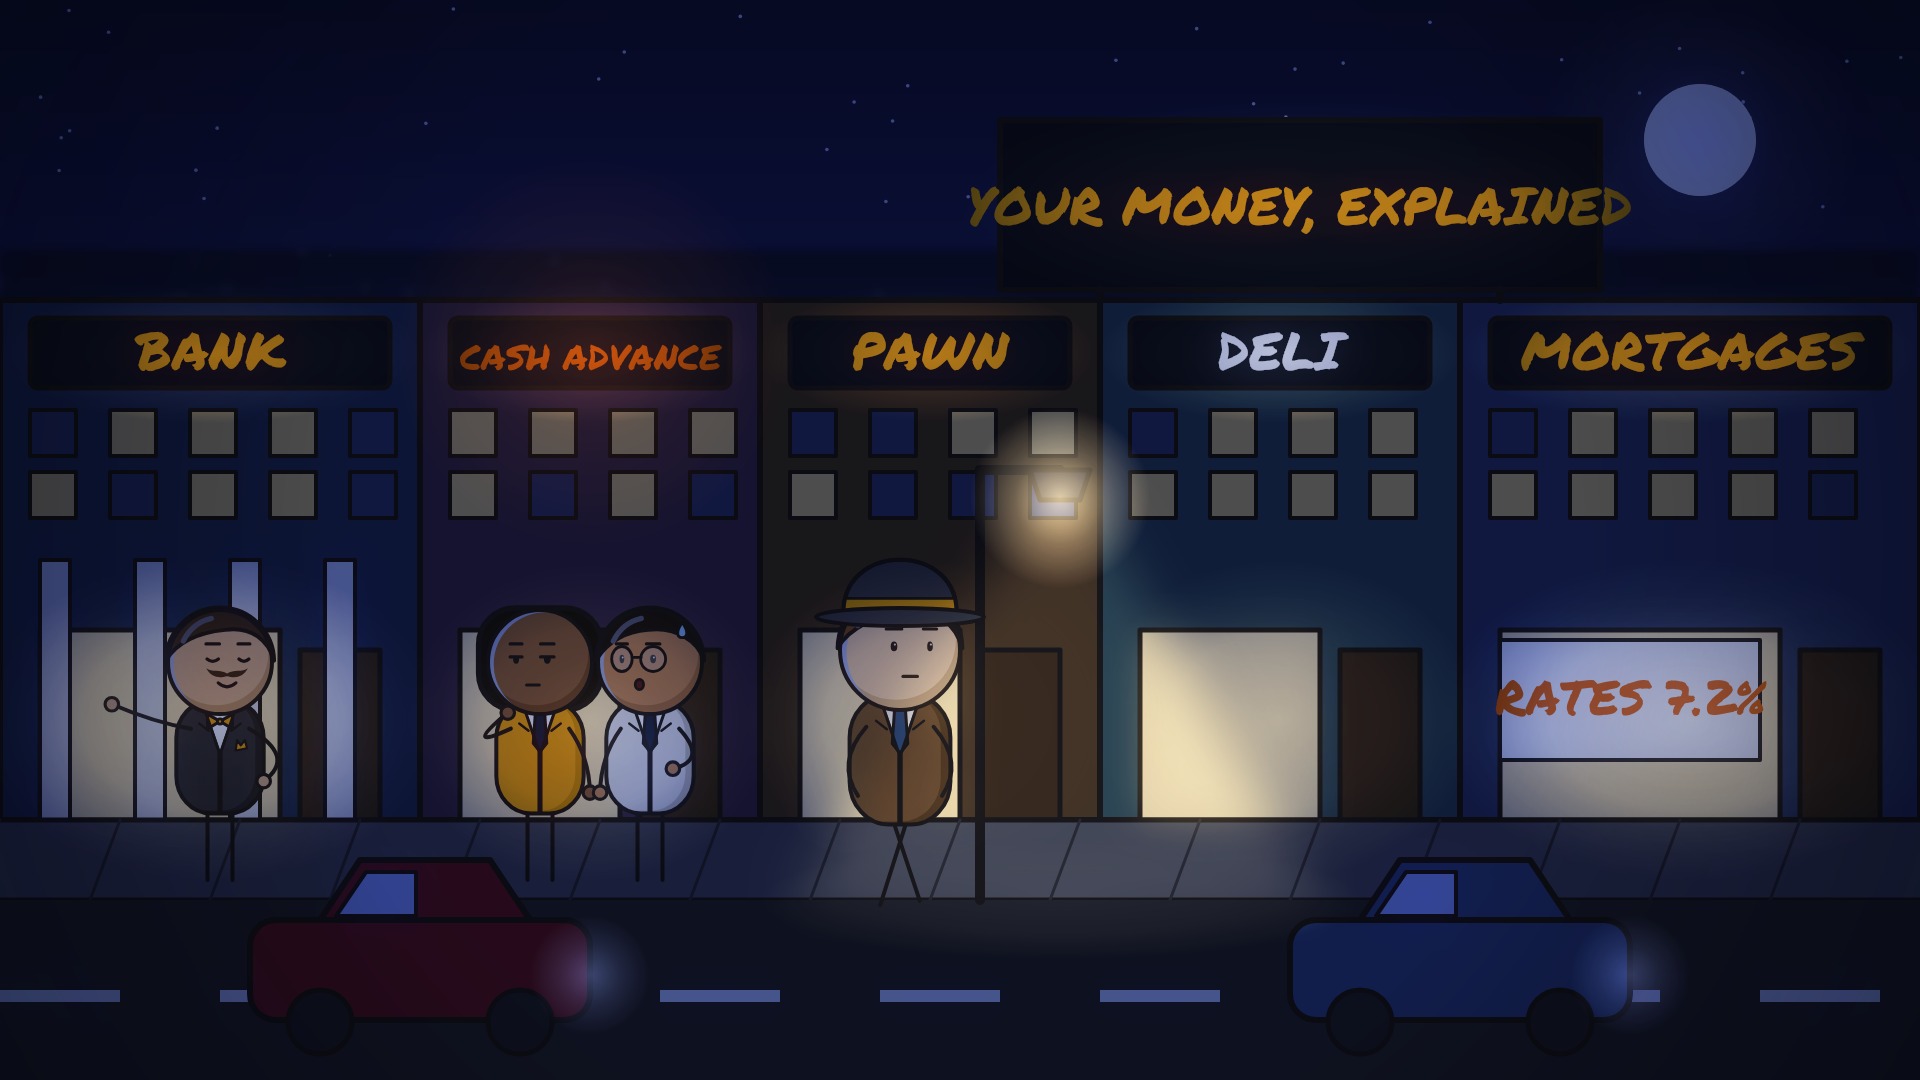 YOUR MONEY, EXPLAINED
BANK
CASH ADVANCE
PAWN
DELI
MORTGAGES
RATES 7.2%